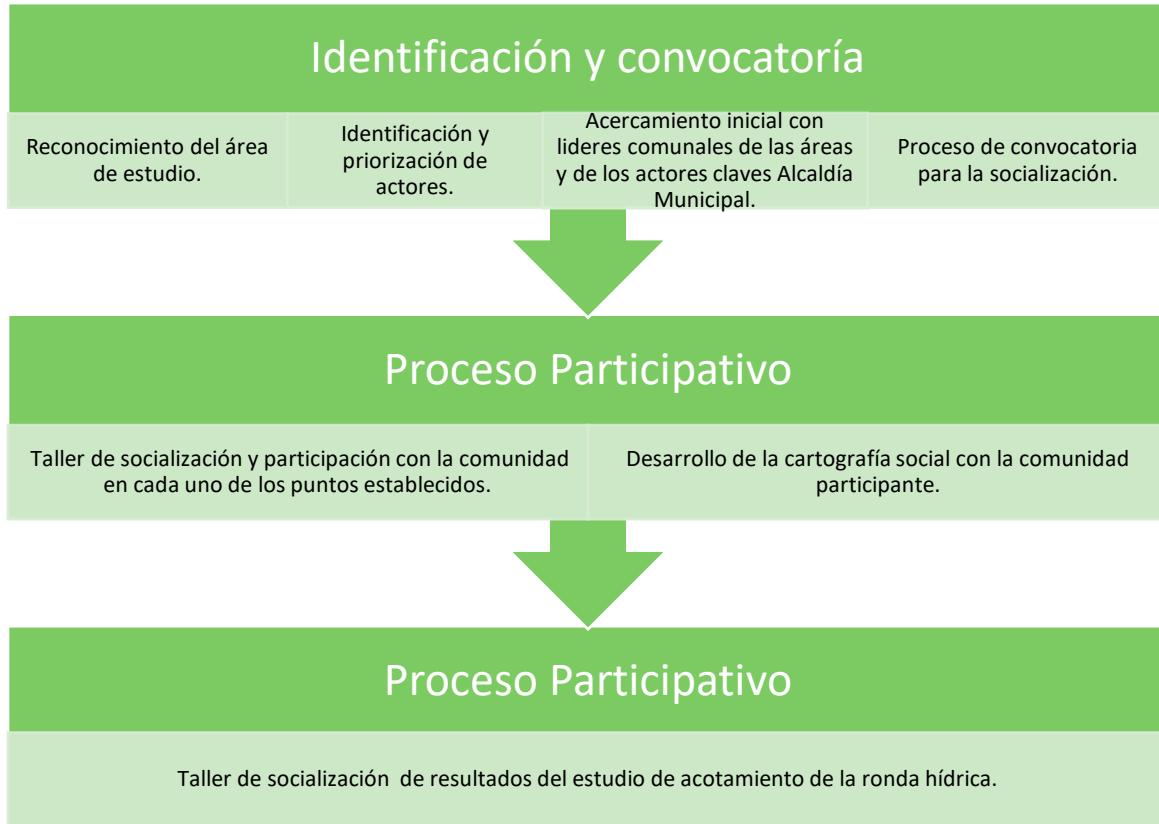 Identificación y convocatoría
Reconocimiento del área
de estudio.
Identificación y
priorización de
actores.
Acercamiento inicial con
lideres comunales de las áreas
y de los actores claves Alcaldía
Municipal.
Proceso de convocatoria
para la socialización.
Proceso Participativo
Taller de socialización y participación con la comunidad
en cada uno de los puntos establecidos.
Desarrollo de la cartografía social con la comunidad
participante.
Proceso Participativo
Taller de socialización  de resultados del estudio de acotamiento de la ronda hídrica.